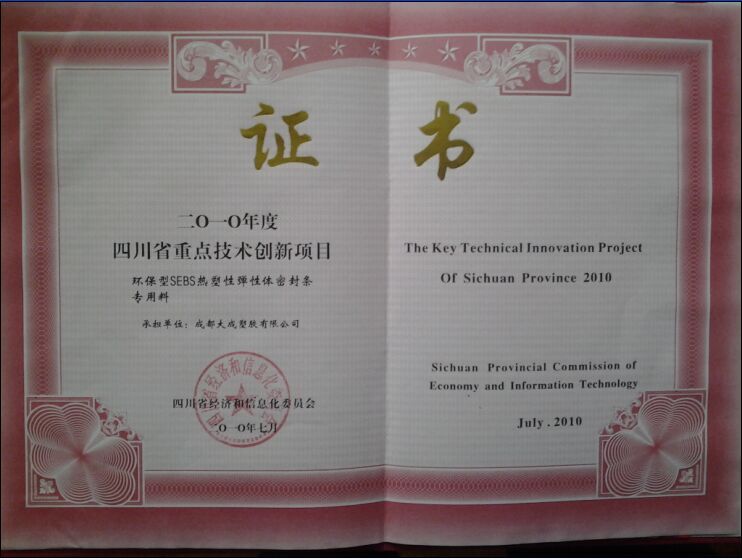 证 书
二〇一〇年度
四川省重点技术创新项目
环保型SEBS热塑性弹性体密封条
专用料
承担单位：成都大成塑胶有限公司
四川省经济和信息化委员会
二〇一〇年七月
The Key Technical Innovation Project
Of Sichuan Province 2010
Sichuan Provincial Commission of
Economy and Information Technology
July . 2010